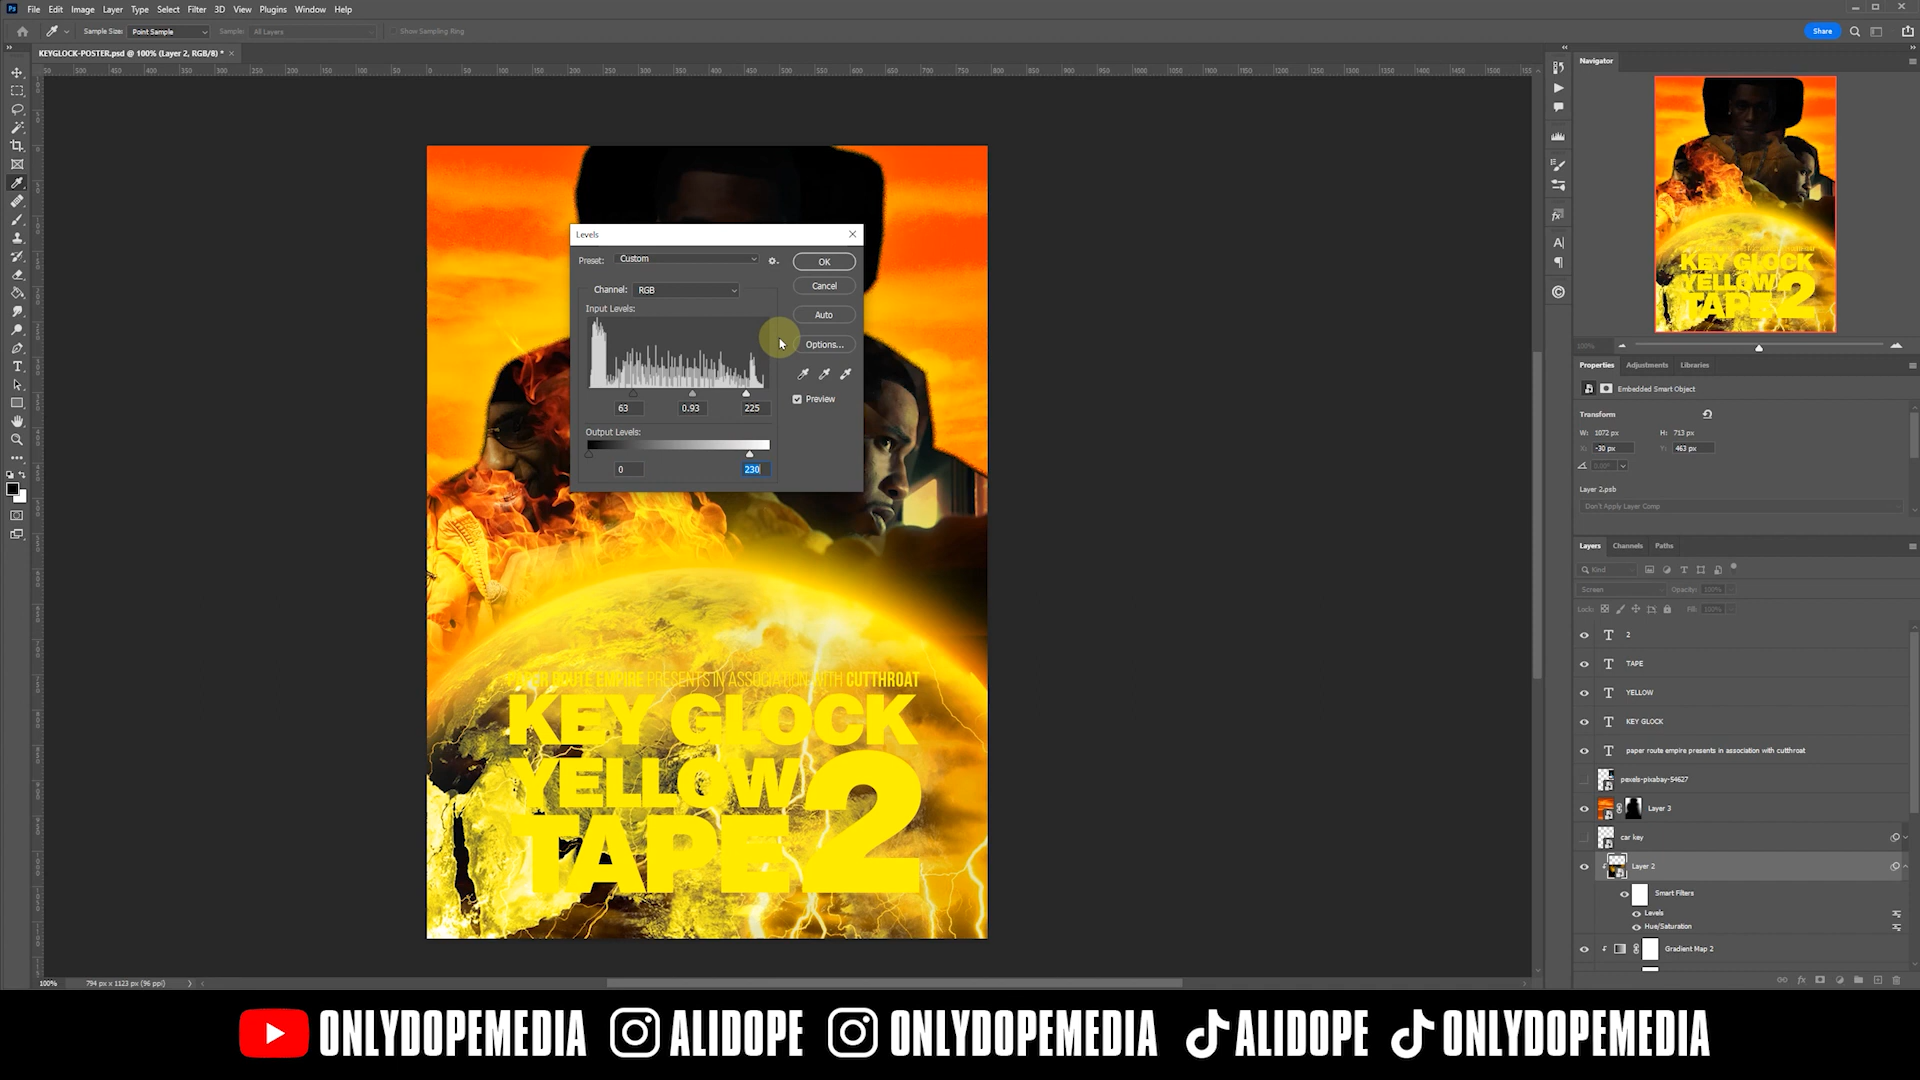 File Edit Image Layer Type Select Filter 3D View Plugins Window Help
Sample Size: Point Sample Sample: All Layers Show Sampling Ring Share
KEYGLOCK-POSTER.psd @ 100% (Layer 2, RGB/8) *
Levels
Preset: Custom OK
Cancel
Channel: RGB
Input Levels:
Auto
Options...
Preview
63 0.93 225
Output Levels:
0 230
PAPER ROUTE EMPIRE PRESENTS IN ASSOCIATION WITH CUTTHROAT
KEY GLOCK
YELLOW
TAPE 2
100% 794 px x 1123 px (96 ppi)
Navigator
100%
Properties Adjustments Libraries
Embedded Smart Object
Transform
W: 1072 px H: 713 px
X: -30 px Y: 463 px
0.00°
Layer 2.psb
Don't Apply Layer Comp
Layers Channels Paths
Kind
Screen Opacity: 100%
Lock: Fill: 100%
2
TAPE
YELLOW
KEY GLOCK
paper route empire presents in association with cutthroat
pexels-pixabay-54627
Layer 3
car key
Layer 2
Smart Filters
Levels
Hue/Saturation
Gradient Map 2
ONLYDOPEMEDIA ALIDOPE ONLYDOPEMEDIA ALIDOPE ONLYDOPEMEDIA